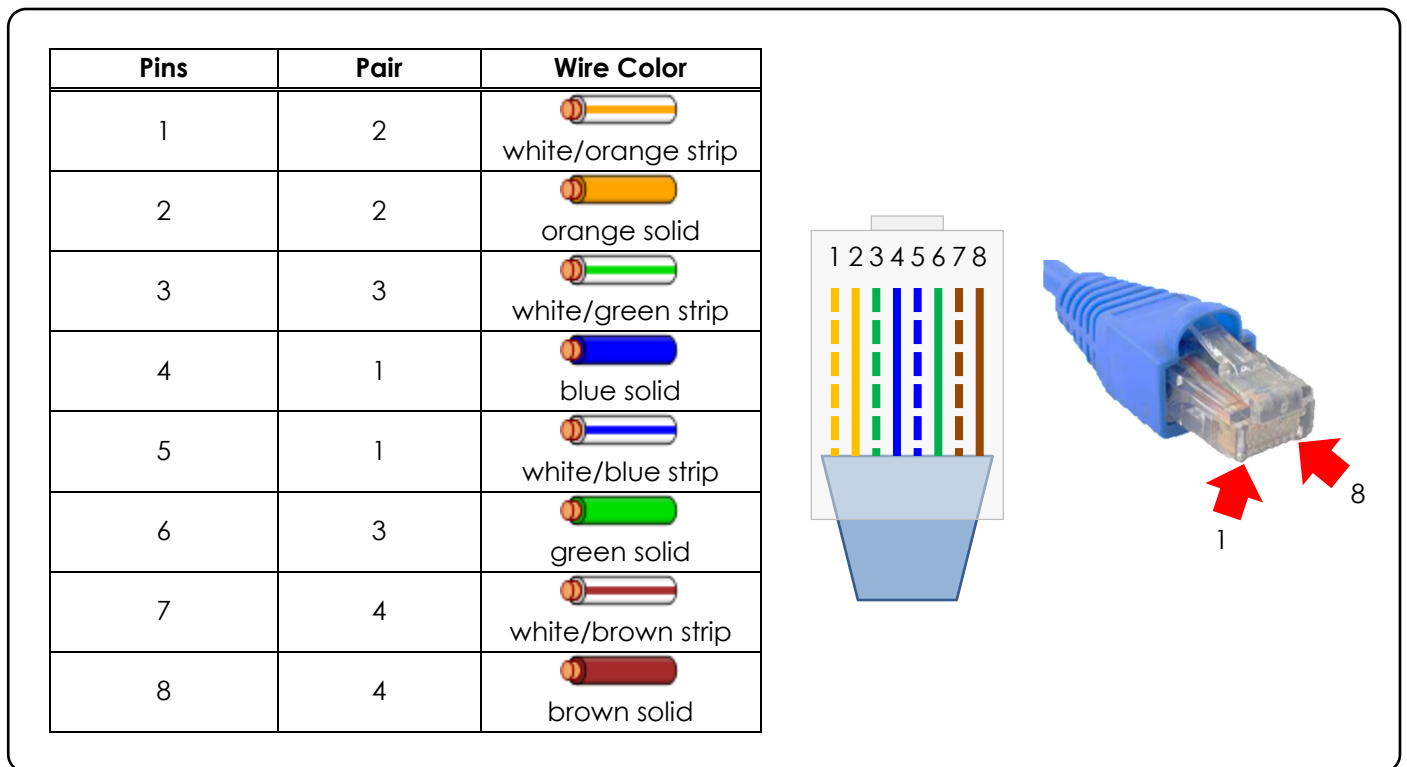 Pins Pair Wire Color
1 2 white/orange strip
2 2 orange solid
3 3 white/green strip
4 1 blue solid
5 1 white/blue strip
6 3 green solid
7 4 white/brown strip
8 4 brown solid
1 2 3 4 5 6 7 8
8
1